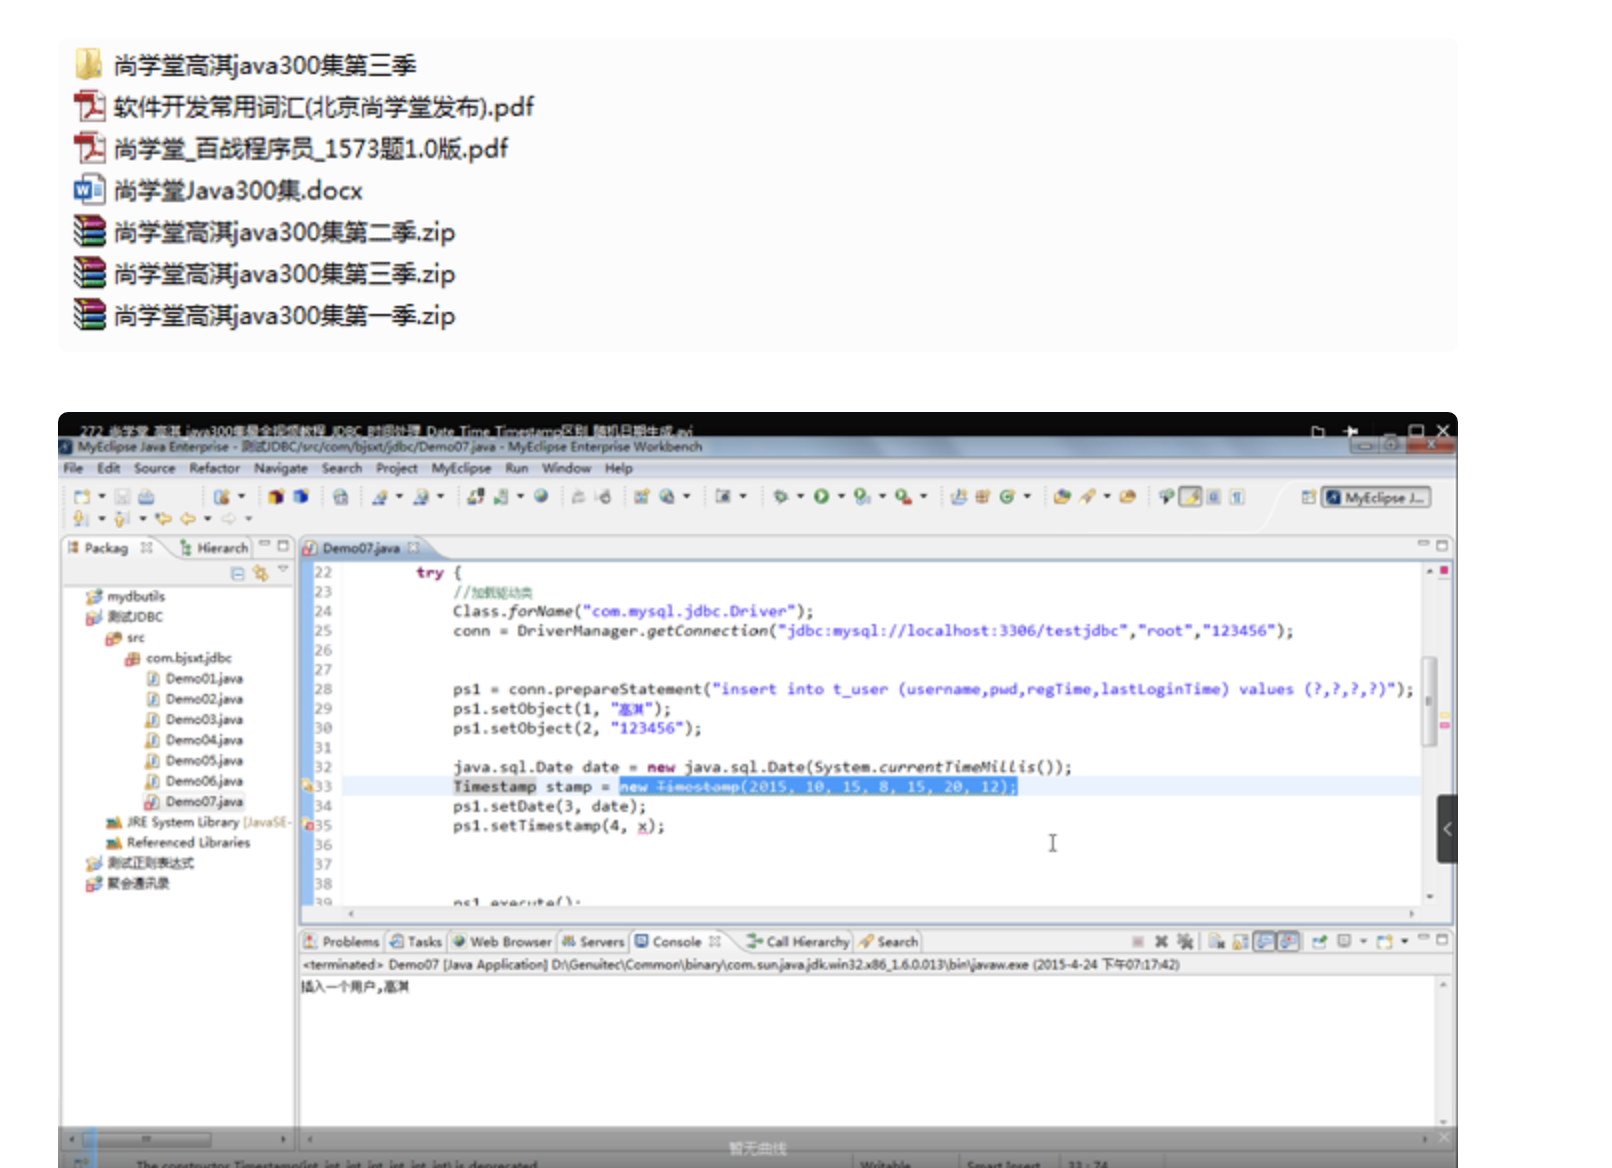 尚学堂高淇java300集第三季
软件开发常用词汇(北京尚学堂发布).pdf
尚学堂_百战程序员_1573题1.0版.pdf
尚学堂Java300集.docx
尚学堂高淇java300集第二季.zip
尚学堂高淇java300集第三季.zip
尚学堂高淇java300集第一季.zip
272_尚学堂_高淇_java300集最全视频教程_JDBC_时间处理_Date_Time_Timestamp区别_随机日期生成.avi
MyEclipse Java Enterprise - 测试JDBC/src/com/bjsxt/jdbc/Demo07.java - MyEclipse Enterprise Workbench
File Edit Source Refactor Navigate Search Project MyEclipse Run Window Help
MyEclipse J...
Packag Hierarch
mydbutils
测试JDBC
src
com.bjsxt.jdbc
Demo01.java
Demo02.java
Demo03.java
Demo04.java
Demo05.java
Demo06.java
Demo07.java
JRE System Library [JavaSE-
Referenced Libraries
测试正则表达式
聚会通讯录
Demo07.java
22 try {
23 //加载驱动类
24 Class.forName("com.mysql.jdbc.Driver");
25 conn = DriverManager.getConnection("jdbc:mysql://localhost:3306/testjdbc","root","123456");
26
27
28 ps1 = conn.prepareStatement("insert into t_user (username,pwd,regTime,lastLoginTime) values (?,?,?,?)");
29 ps1.setObject(1, "高淇");
30 ps1.setObject(2, "123456");
31
32 java.sql.Date date = new java.sql.Date(System.currentTimeMillis());
33 Timestamp stamp = new Timestamp(2015, 10, 15, 8, 15, 20, 12);
34 ps1.setDate(3, date);
35 ps1.setTimestamp(4, x);
36
37
38
39 ps1.execute();
Problems Tasks Web Browser Servers Console Call Hierarchy Search
<terminated> Demo07 [Java Application] D:\Genuitec\Common\binary\com.sun.java.jdk.win32.x86_1.6.0.013\bin\javaw.exe (2015-4-24 下午07:17:42)
插入一个用户,高淇
暂无曲线
The constructor Timestamp(int, int, int, int, int, int, int) is deprecated
Writable Smart Insert 33 : 74